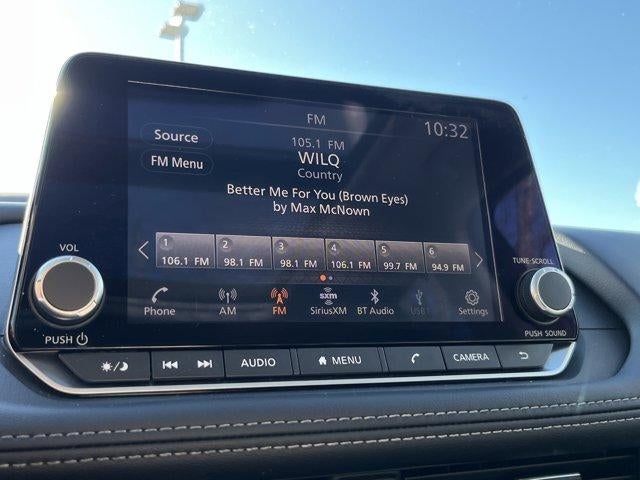 FM
10:32
Source
105.1 FM
WILQ
FM Menu
Country
Better Me For You (Brown Eyes)
by Max McNown
1 2 3 4 5 6
106.1 FM 98.1 FM 98.1 FM 106.1 FM 99.7 FM 94.9 FM
sxm
Phone AM FM SiriusXM BT Audio USB1 Settings
VOL
TUNE·SCROLL
PUSH
PUSH SOUND
AUDIO MENU CAMERA